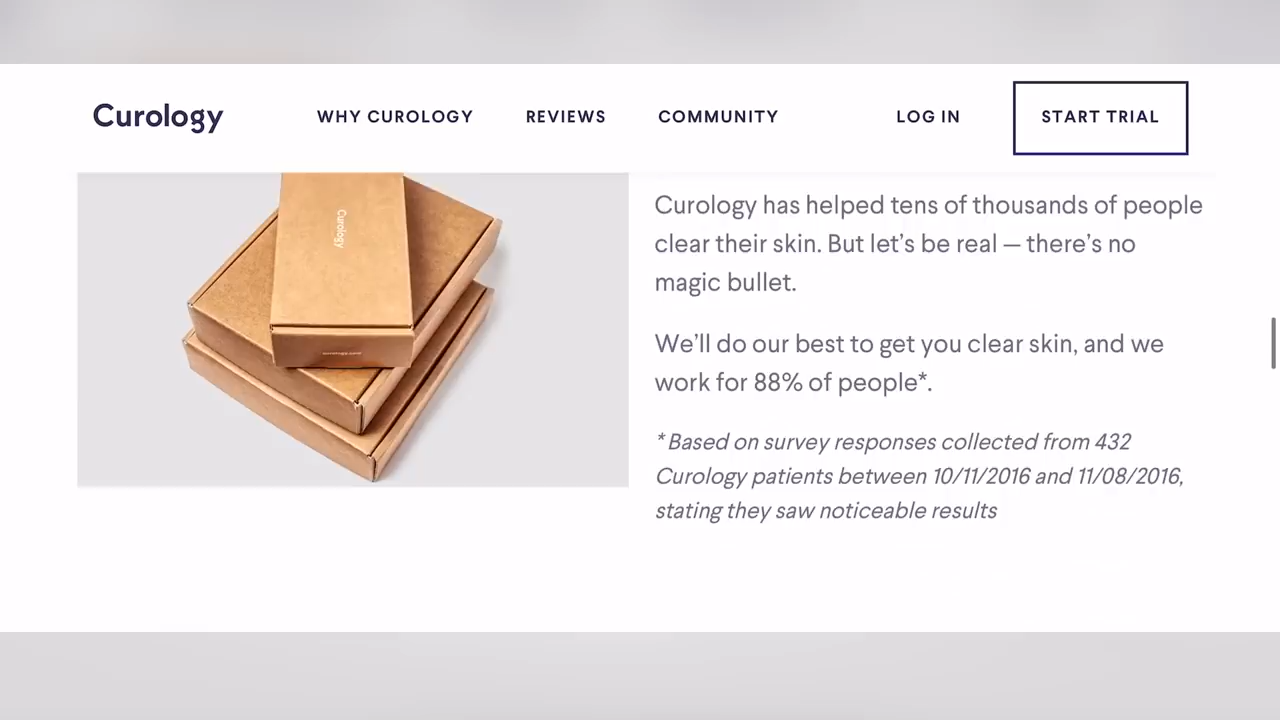 Curology
WHY CUROLOGY
REVIEWS
COMMUNITY
LOG IN
START TRIAL
Curology
curology.com
Curology has helped tens of thousands of people
clear their skin. But let’s be real — there’s no
magic bullet.
We’ll do our best to get you clear skin, and we
work for 88% of people*.
* Based on survey responses collected from 432
Curology patients between 10/11/2016 and 11/08/2016,
stating they saw noticeable results